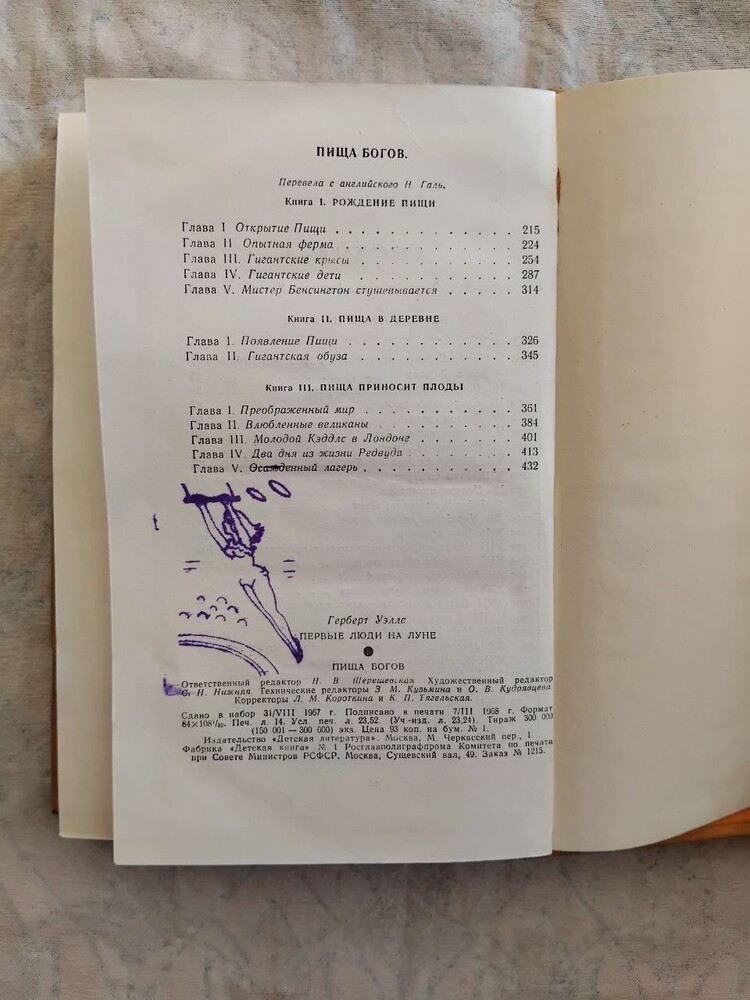 ПИЩА БОГОВ.
Перевела с английского Н Галь.
Книга I. РОЖДЕНИЕ ПИЩИ
Глава I Открытие Пищи . . . . . . . . . . . . . 215
Глава II Опытная ферма . . . . . . . . . . . . 224
Глава III. Гигантские крысы . . . . . . . . . . . 254
Глава IV. Гигантские дети . . . . . . . . . . . 287
Глава V. Мистер Бенсингтон стушевывается . . . . . 314
Книга II. ПИЩА В ДЕРЕВНЕ
Глава I. Появление Пищи . . . . . . . . . . . . 326
Глава II. Гигантская обуза . . . . . . . . . . . 345
Книга III. ПИЩА ПРИНОСИТ ПЛОДЫ
Глава I. Преображенный мир . . . . . . . . . . . 361
Глава II. Влюбленные великаны . . . . . . . . . . 384
Глава III. Молодой Кэддлс в Лондоне . . . . . . . 401
Глава IV. Два дня из жизни Редвуда . . . . . . . . 413
Глава V. Осажденный лагерь . . . . . . . . . . . 432
Герберт Уэллс
ПЕРВЫЕ ЛЮДИ НА ЛУНЕ
ПИЩА БОГОВ
Ответственный редактор Н. В Шерешевская Художественный редактор
С. Н. Нижняя. Технические редакторы З. М. Кузьмина и О. В. Кудрявцева
Корректоры Л. М. Короткина и К. П. Тягельская.
Сдано в набор 31/VIII 1967 г. Подписано к печати 7/III 1968 г. Формат
84×108¹/₃₂. Печ. л. 14. Усл. печ. л. 23,52. (Уч-изд. л. 23,24). Тираж 300 000
(150 001 — 300 000) экз. Цена 93 коп. на бум. № 1.
Издательство «Детская литература». Москва, М. Черкасский пер., 1
Фабрика «Детская книга» № 1 Росглавполиграфпрома Комитета по печати
при Совете Министров РСФСР. Москва, Сущевский вал, 49. Заказ № 1215.